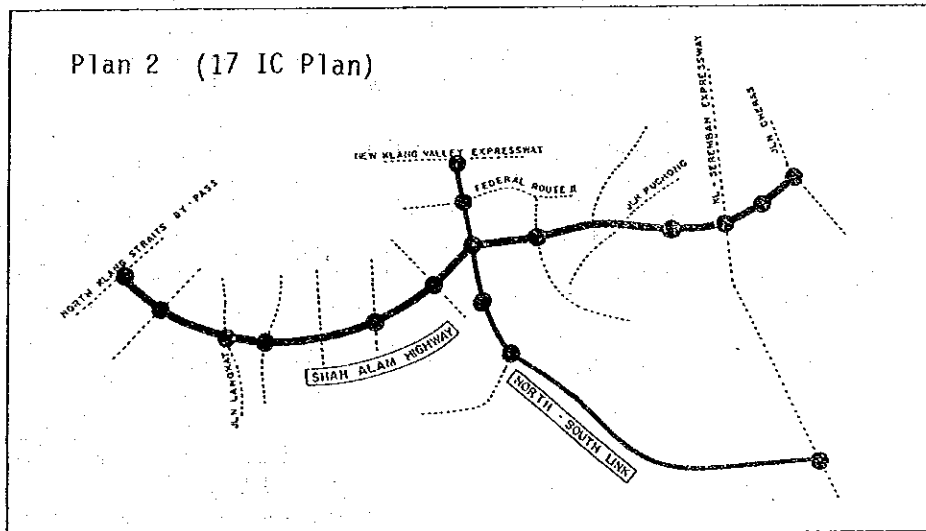 Plan 2 (17 IC Plan)
NEW KLANG VALLEY EXPRESSWAY
FEDERAL ROUTE II
JLN PUCHONG
KL - SEREMBAN EXPRESSWAY
JLN CHERAS
NORTH KLANG STRAITS BY-PASS
JLN LANGKAT
SHAH ALAM HIGHWAY
NORTH - SOUTH LINK